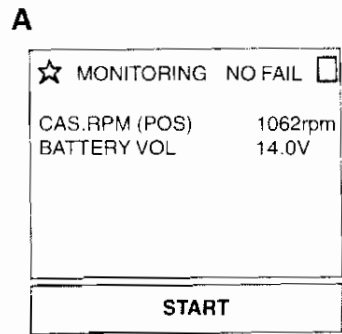 A
☆ MONITORING NO FAIL
CAS.RPM (POS) 1062rpm
BATTERY VOL 14.0V
START